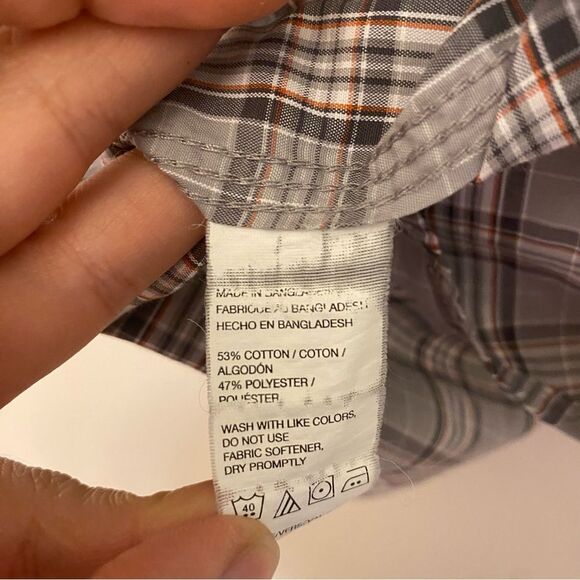 MADE IN BANGLADESH
FABRIQUE AU BANGLADESH
HECHO EN BANGLADESH
53% COTTON / COTON /
ALGODÓN
47% POLYESTER /
POLIÉSTER
WASH WITH LIKE COLORS,
DO NOT USE
FABRIC SOFTENER,
DRY PROMPTLY
40